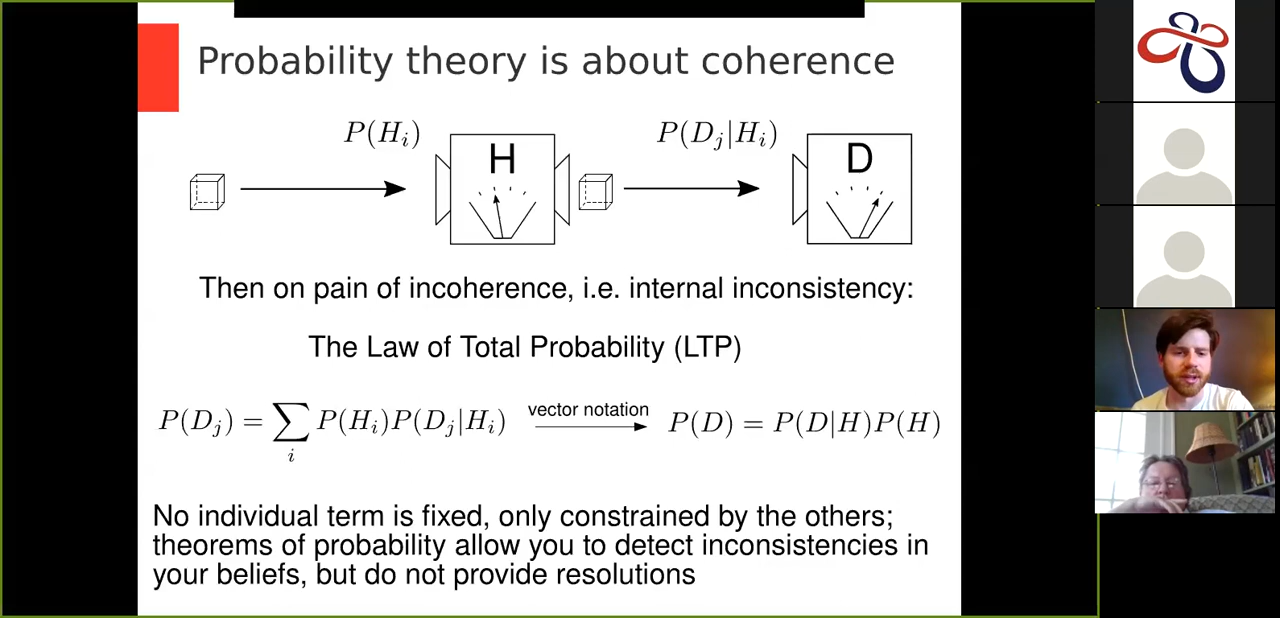 Probability theory is about coherence
P(H_i) P(D_j|H_i)
H D
Then on pain of incoherence, i.e. internal inconsistency:
The Law of Total Probability (LTP)
P(D_j) = ∑_i P(H_i)P(D_j|H_i) vector notation P(D) = P(D|H)P(H)
No individual term is fixed, only constrained by the others;
theorems of probability allow you to detect inconsistencies in
your beliefs, but do not provide resolutions